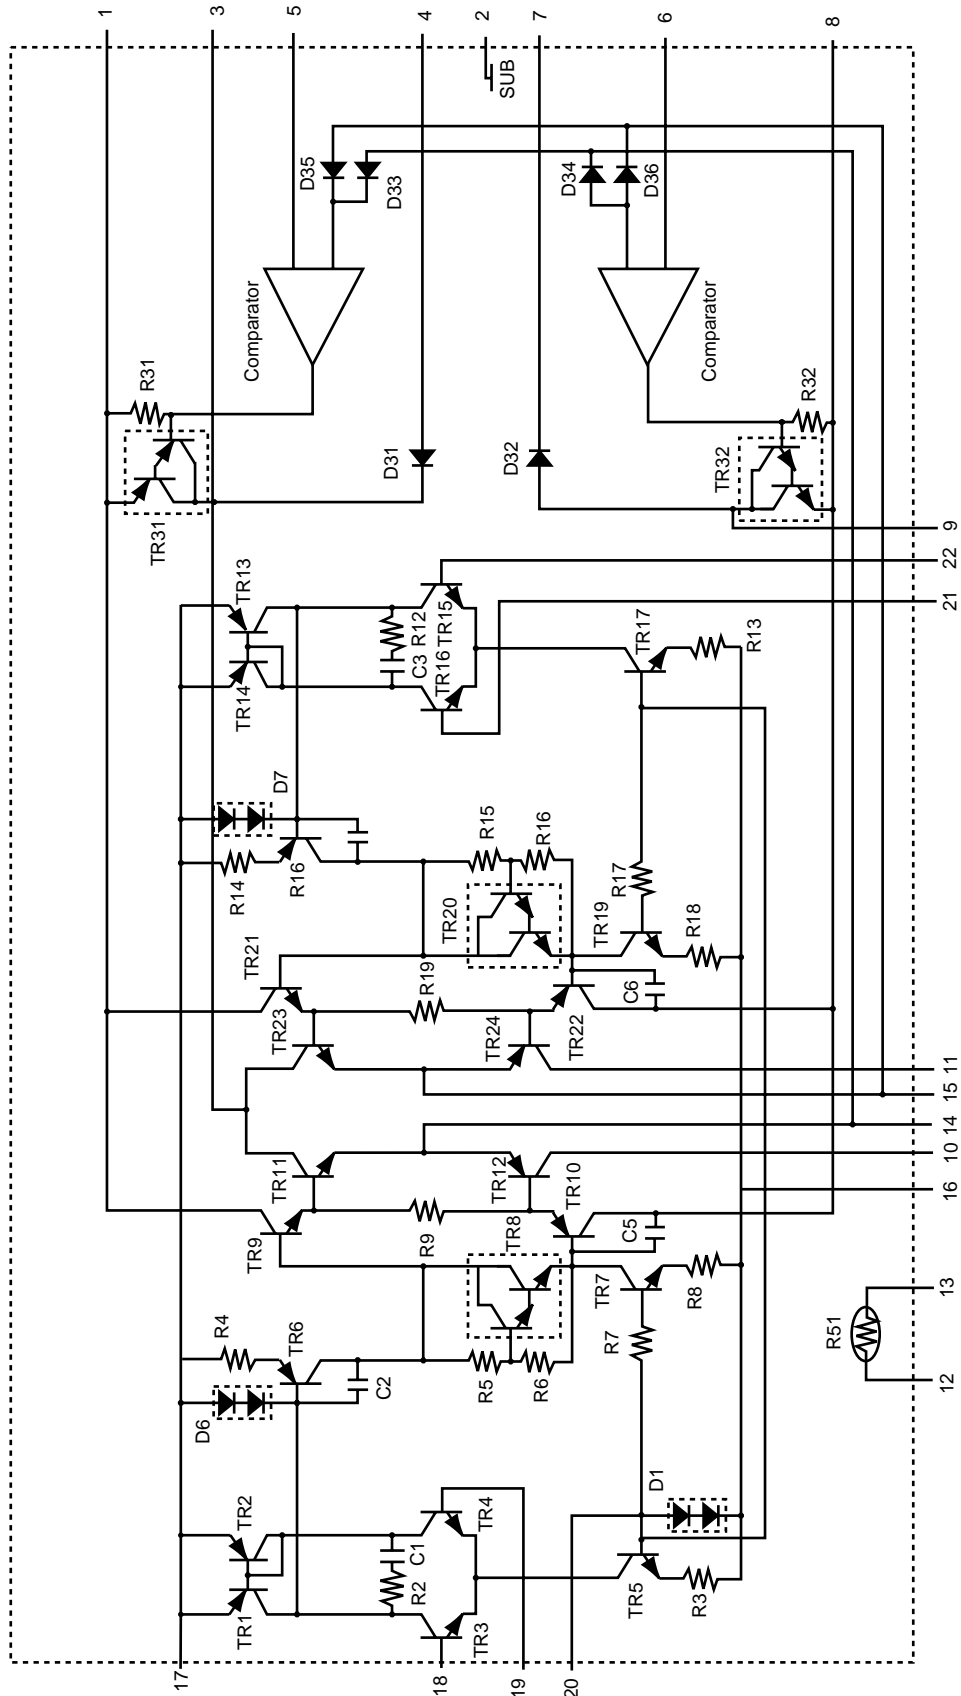 1
3
5
4
2
7
6
8
SUB
D35
D33
D34
D36
Comparator
Comparator
R31
TR31
D31
D32
R32
TR32
9
22
21
TR13
TR14
R12
C3
TR15
TR16
TR17
R13
D7
R14
R16
R15
R16
TR20
R17
TR19
R18
TR21
TR23
R19
TR24
TR22
C6
11
15
14
10
16
TR11
TR9
R9
TR12
TR10
TR8
C5
TR7
R8
R7
R4
TR6
D6
C2
R5
R6
R51
13
12
TR2
TR1
C1
R2
TR4
TR3
D1
TR5
R3
17
18
19
20